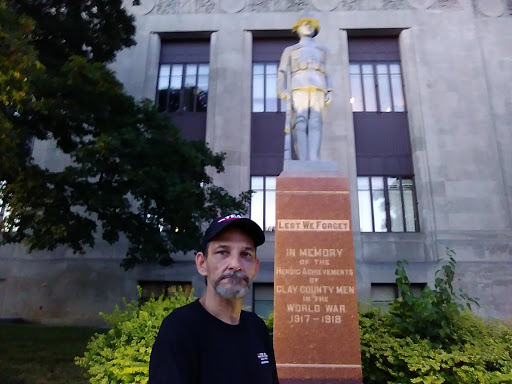 LEST WE FORGET
IN MEMORY
OF THE
HEROIC ACHIEVEMENTS
OF
CLAY COUNTY MEN
IN THE
WORLD WAR
1917-1918